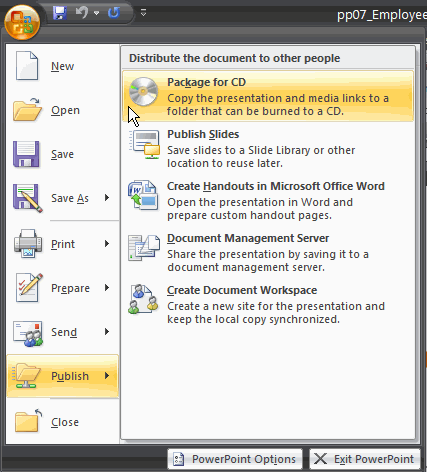 pp07_Employee
New
Open
Save
Save As
Print
Prepare
Send
Publish
Close
Distribute the document to other people
Package for CD
Copy the presentation and media links to a
folder that can be burned to a CD.
Publish Slides
Save slides to a Slide Library or other
location to reuse later.
Create Handouts in Microsoft Office Word
Open the presentation in Word and
prepare custom handout pages.
Document Management Server
Share the presentation by saving it to a
document management server.
Create Document Workspace
Create a new site for the presentation and
keep the local copy synchronized.
PowerPoint Options
Exit PowerPoint